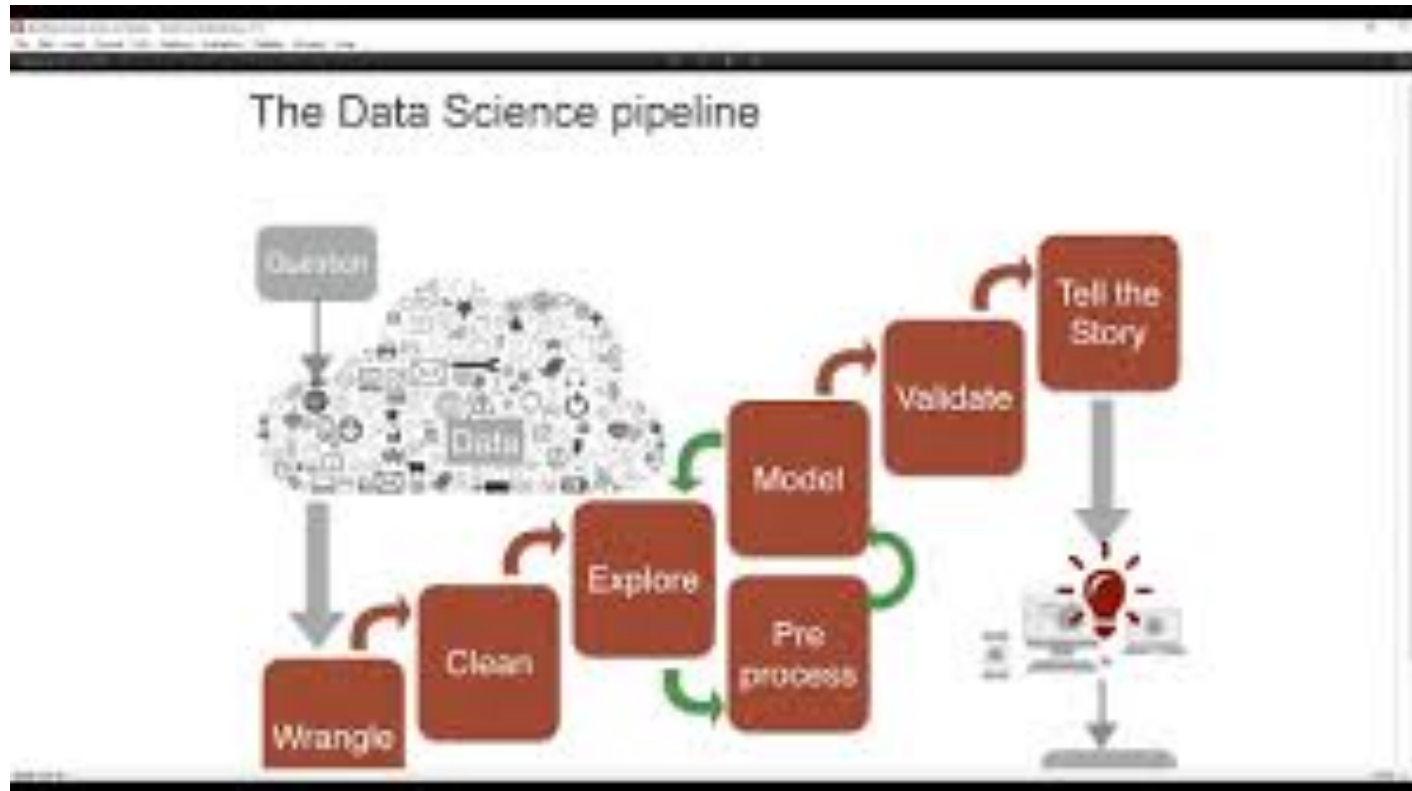 The Data Science pipeline
Question
Data
Wrangle
Clean
Explore
Pre
process
Model
Validate
Tell the
Story